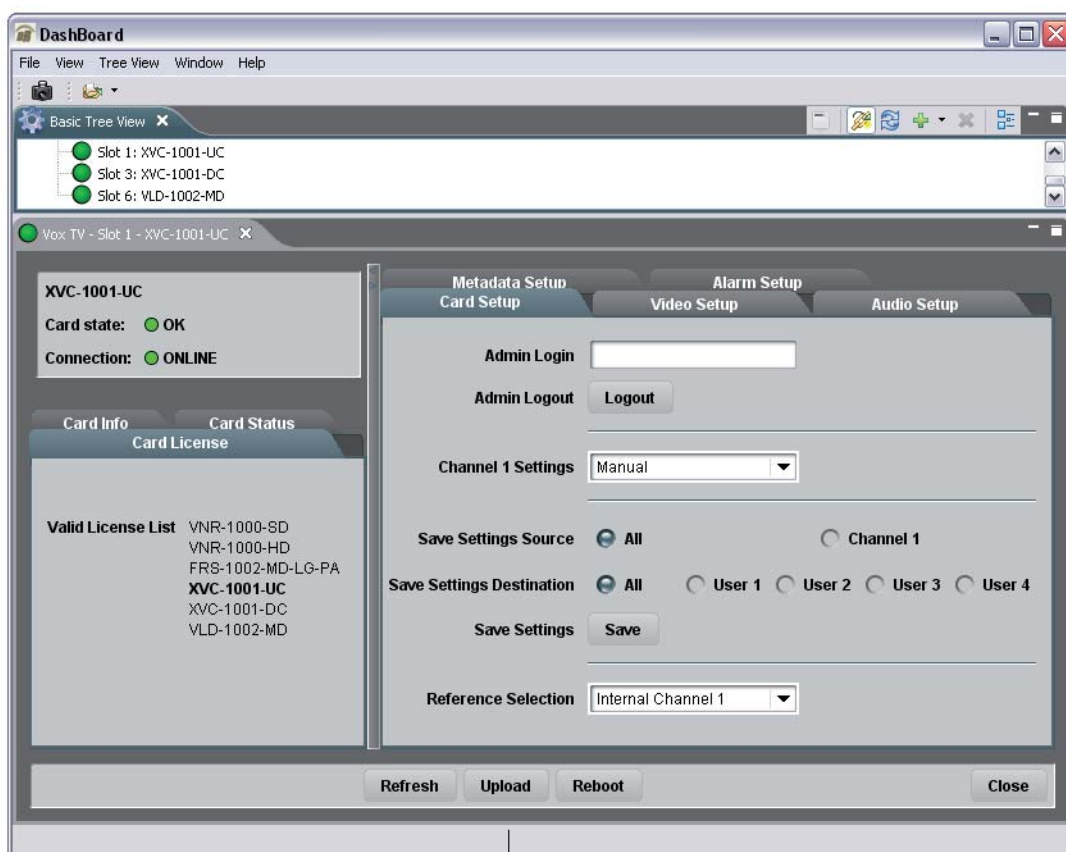 DashBoard
File View Tree View Window Help
Basic Tree View
Slot 1: XVC-1001-UC
Slot 3: XVC-1001-DC
Slot 6: VLD-1002-MD
Vox TV - Slot 1 - XVC-1001-UC
XVC-1001-UC
Card state: OK
Connection: ONLINE
Card Info Card Status
Card License
Valid License List VNR-1000-SD
VNR-1000-HD
FRS-1002-MD-LG-PA
XVC-1001-UC
XVC-1001-DC
VLD-1002-MD
Metadata Setup Alarm Setup
Card Setup Video Setup Audio Setup
Admin Login
Admin Logout Logout
Channel 1 Settings Manual
Save Settings Source All Channel 1
Save Settings Destination All User 1 User 2 User 3 User 4
Save Settings Save
Reference Selection Internal Channel 1
Refresh Upload Reboot Close